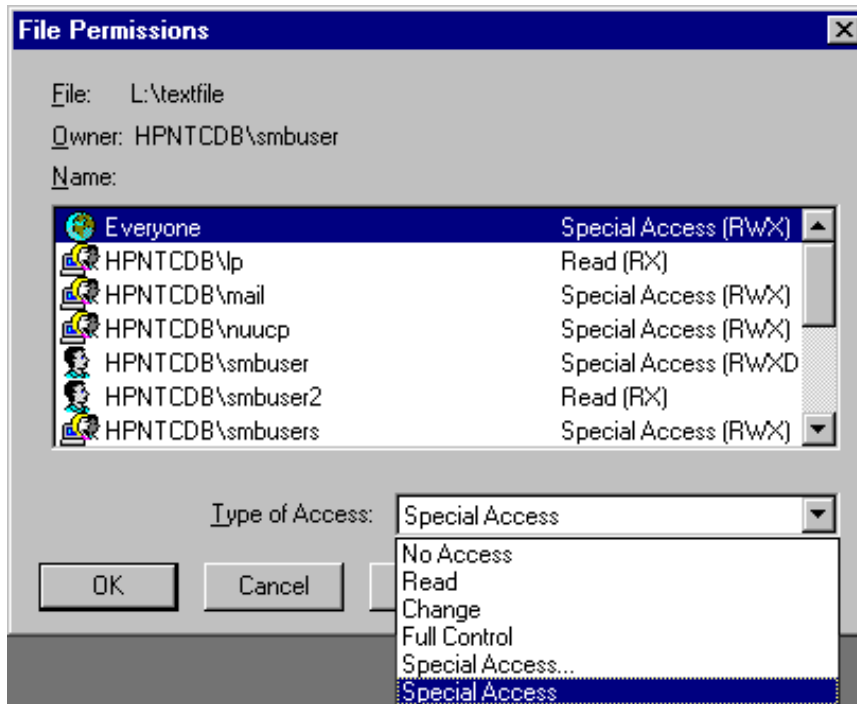 File Permissions
File: L:\textfile
Owner: HPNTCDB\smbuser
Name:
Everyone Special Access (RWX)
HPNTCDB\lp Read (RX)
HPNTCDB\mail Special Access (RWX)
HPNTCDB\nuucp Special Access (RWX)
HPNTCDB\smbuser Special Access (RWXD
HPNTCDB\smbuser2 Read (RX)
HPNTCDB\smbusers Special Access (RWX)
Type of Access: Special Access
No Access
Read
Change
Full Control
Special Access...
Special Access
OK Cancel